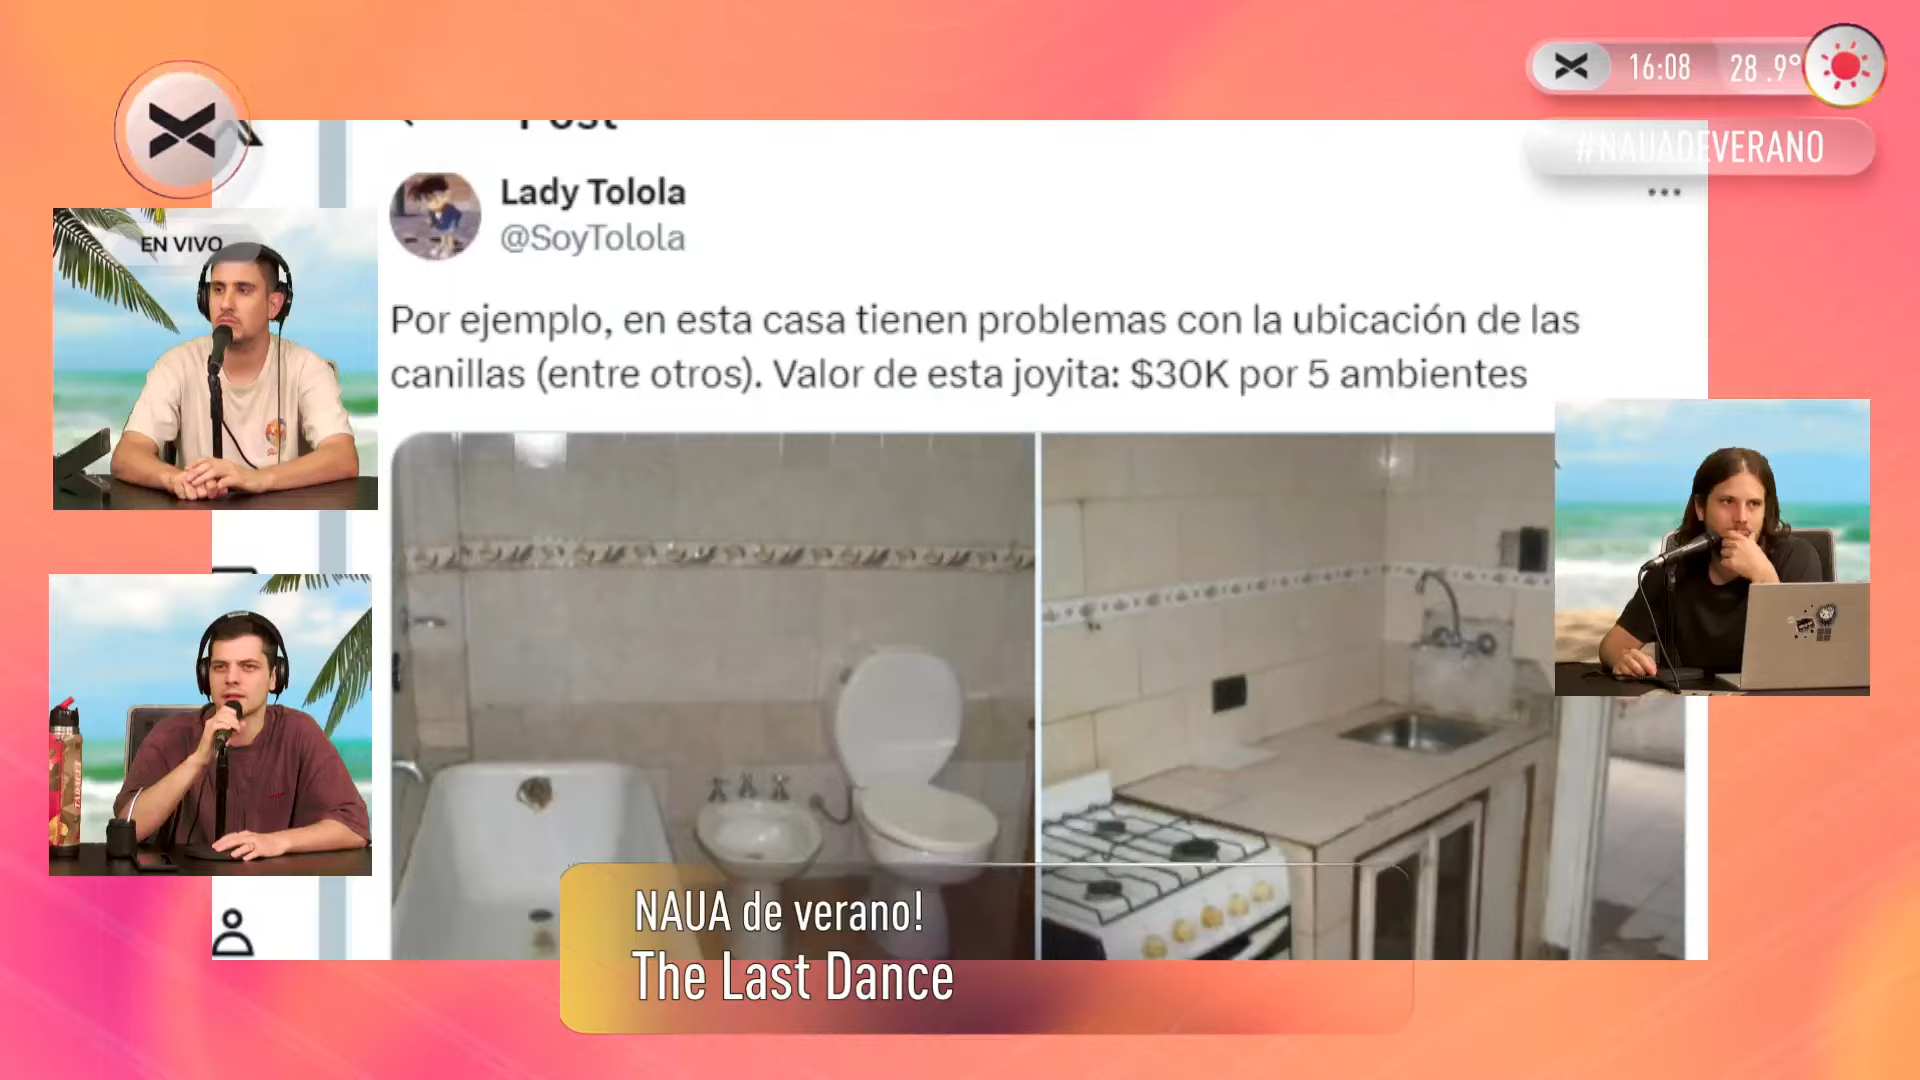 16:08 28.9°
#NAUADEVERANO
Post
Lady Tolola
@SoyTolola
EN VIVO
Por ejemplo, en esta casa tienen problemas con la ubicación de las
canillas (entre otros). Valor de esta joyita: $30K por 5 ambientes
NAUA de verano!
The Last Dance